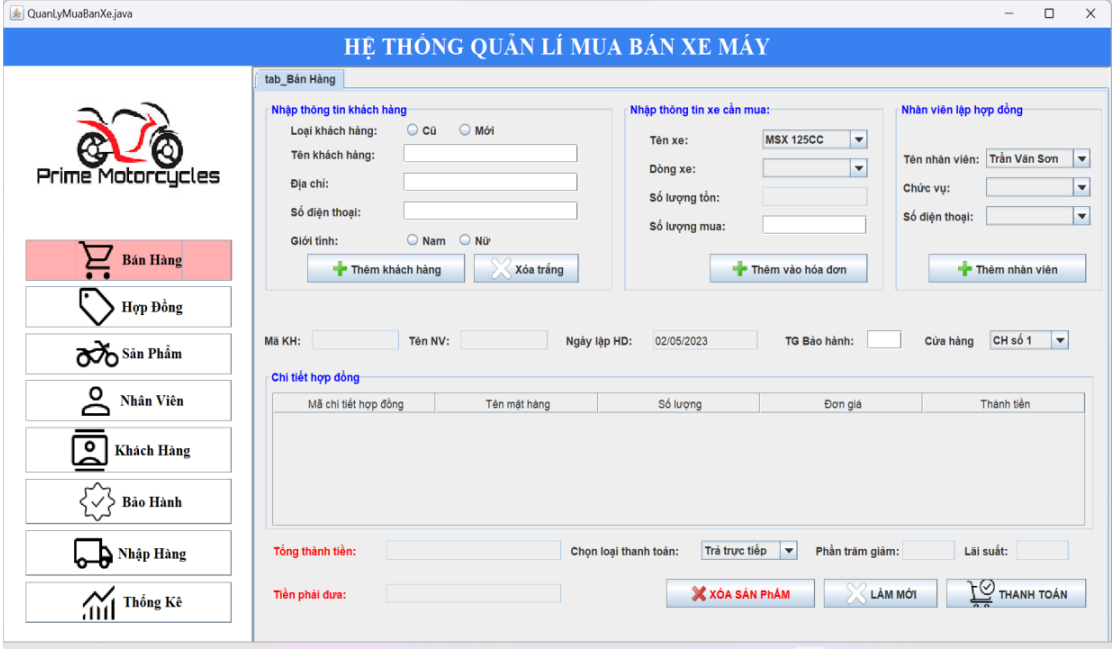 QuanLyMuaBanXe.java
HỆ THỐNG QUẢN LÍ MUA BÁN XE MÁY
Prime Motorcycles
Bán Hàng
Hợp Đồng
Sản Phẩm
Nhân Viên
Khách Hàng
Bảo Hành
Nhập Hàng
Thống Kê
tab_Bán Hàng
Nhập thông tin khách hàng
Loại khách hàng: Cũ Mới
Tên khách hàng:
Địa chỉ:
Số điện thoại:
Giới tính: Nam Nữ
Thêm khách hàng Xóa trắng
Nhập thông tin xe cần mua:
Tên xe: MSX 125CC
Dòng xe:
Số lượng tồn:
Số lượng mua:
Thêm vào hóa đơn
Nhân viên lập hợp đồng
Tên nhân viên: Trần Văn Sơn
Chức vụ:
Số điện thoại:
Thêm nhân viên
Mã KH: Tên NV: Ngày lập HD: 02/05/2023 TG Bảo hành: Cửa hàng CH số 1
Chi tiết hợp đồng
Mã chi tiết hợp đồng Tên mặt hàng Số lượng Đơn giá Thành tiền
Tổng thành tiền: Chọn loại thanh toán: Trả trực tiếp Phần trăm giảm: Lãi suất:
Tiền phải đưa: XÓA SẢN PhẨM LÀM MỚI THANH TOÁN